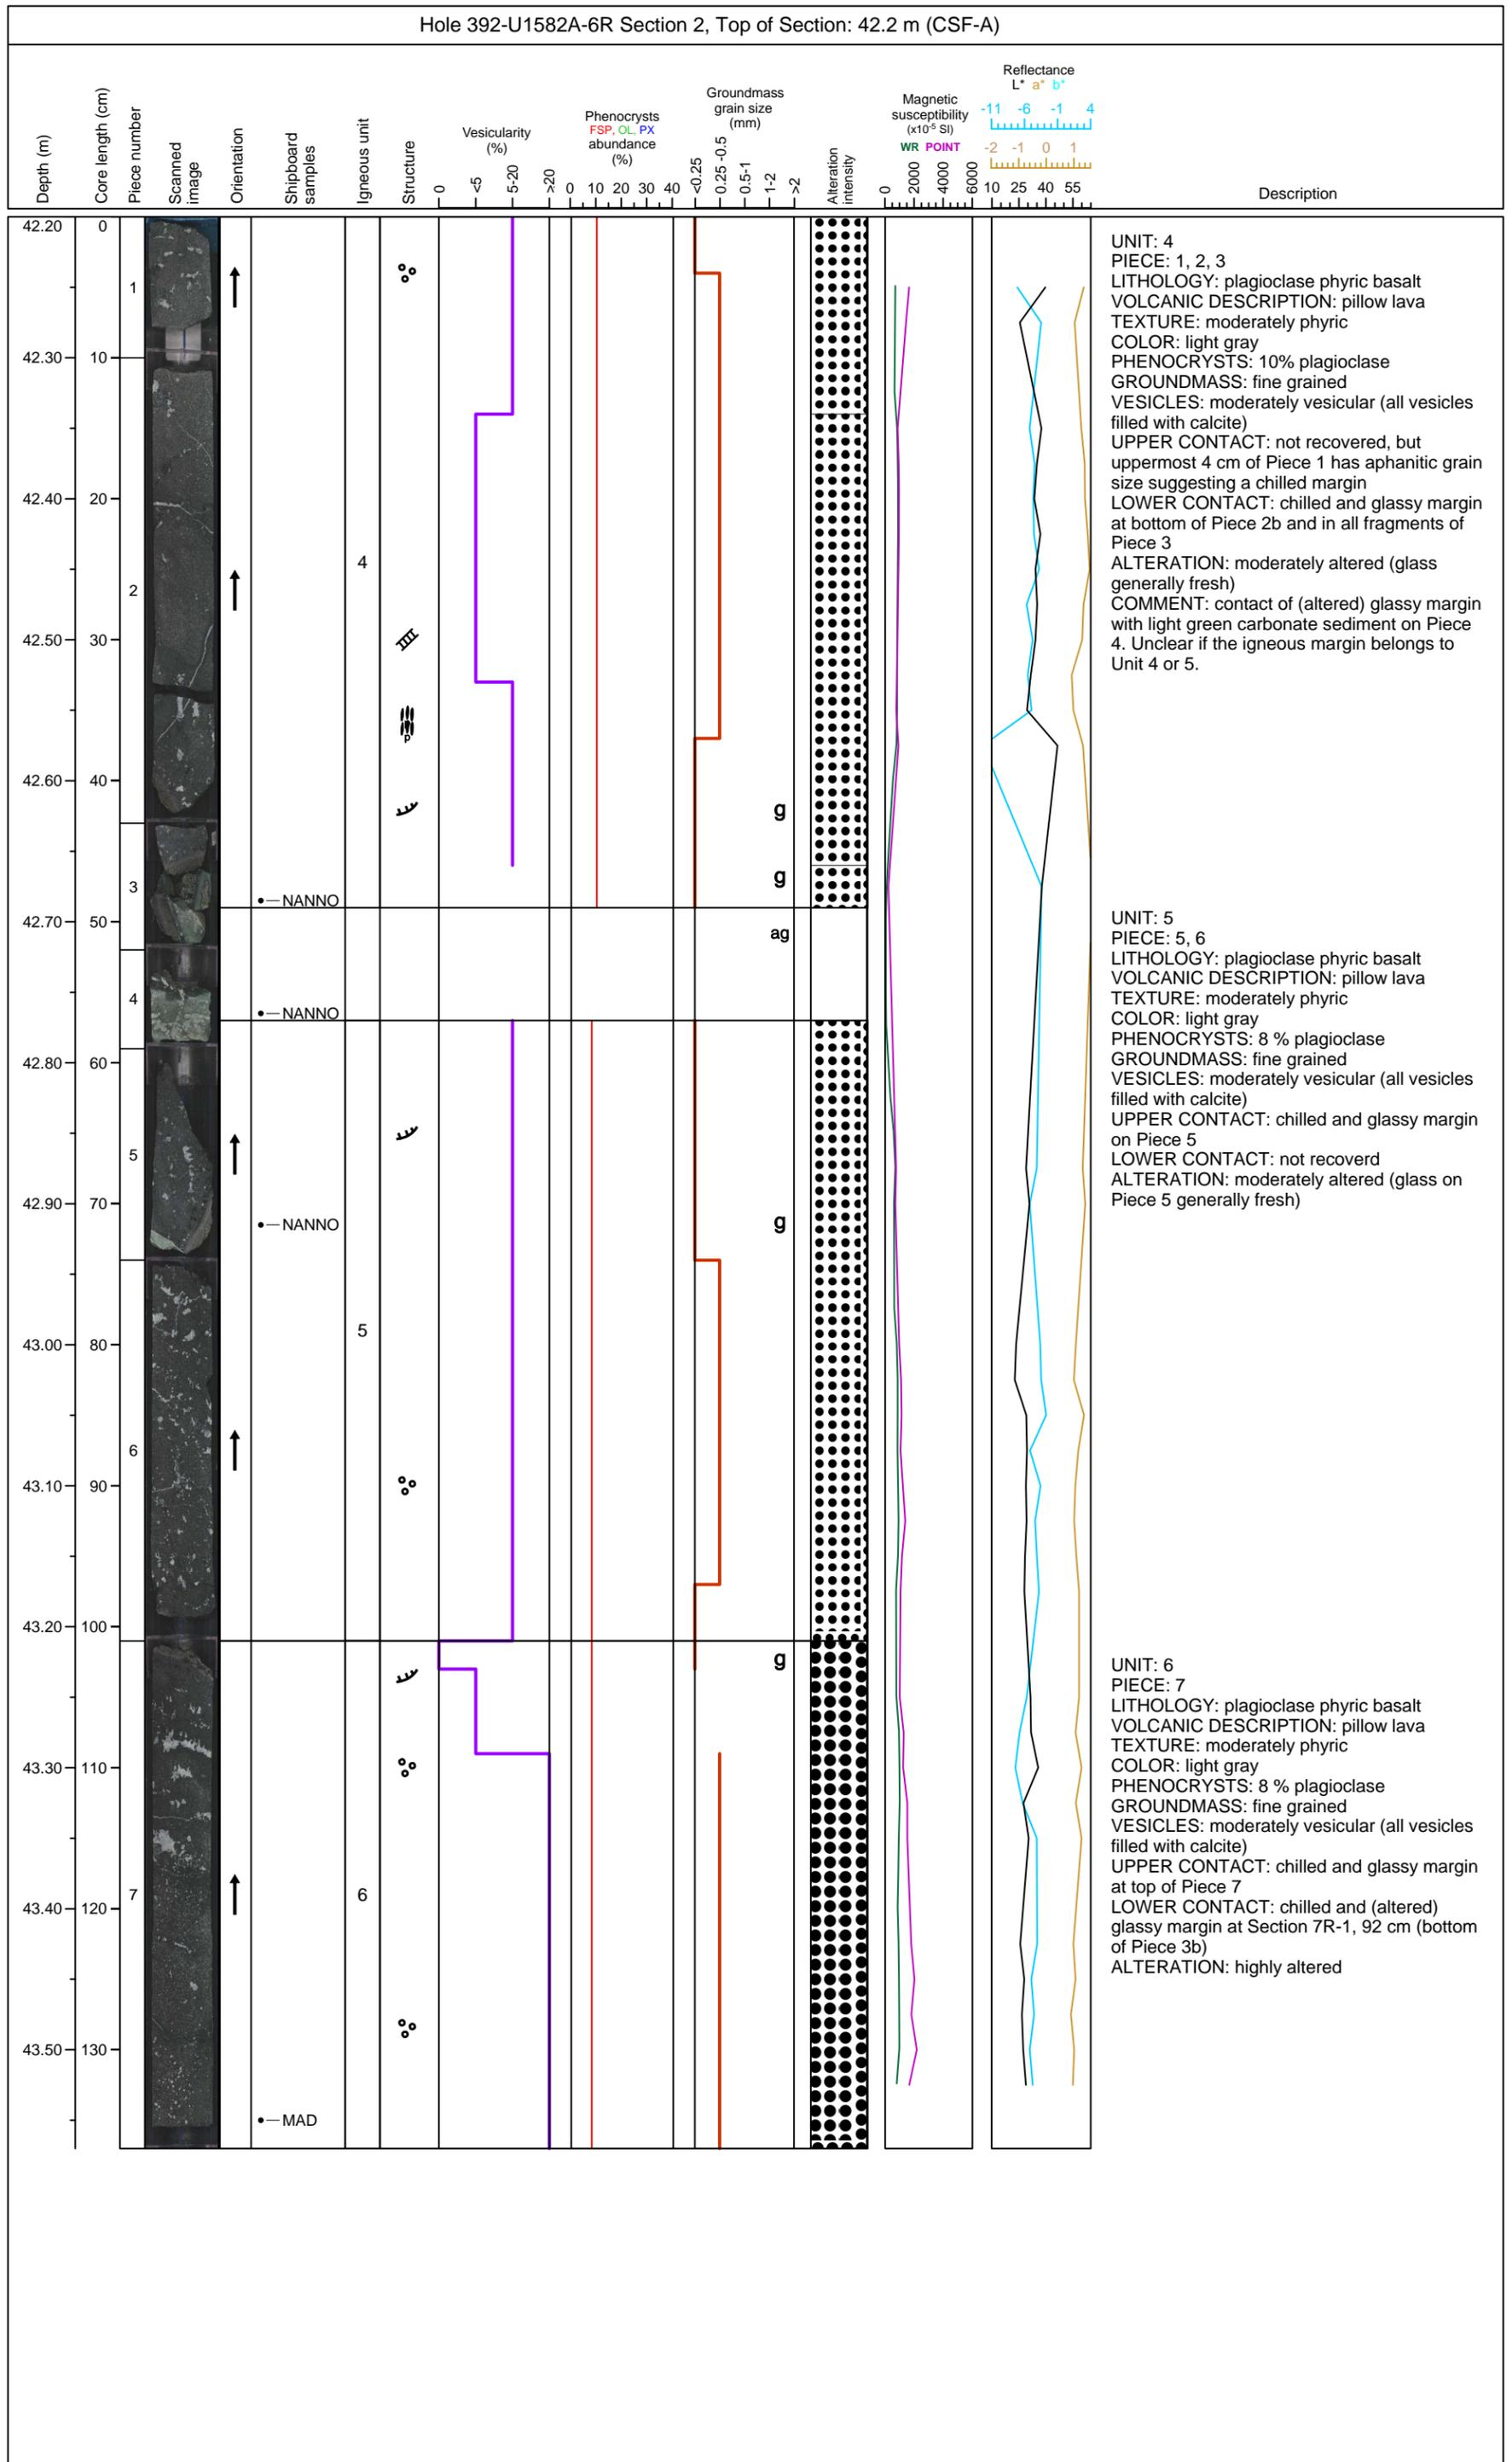 Hole 392-U1582A-6R Section 2, Top of Section: 42.2 m (CSF-A)
Depth (m)
Core length (cm)
Piece number
Scanned
image
Orientation
Shipboard
samples
Igneous unit
Structure
Vesicularity
(%)
0
<5
5-20
>20
Phenocrysts
FSP, OL, PX
abundance
(%)
0 10 20 30 40
Groundmass
grain size
(mm)
<0.25
0.25 -0.5
0.5-1
1-2
>2
Alteration
intensity
Magnetic
susceptibility
(x10⁻⁵ SI)
WR POINT
0
2000
4000
6000
Reflectance
L* a* b*
-11 -6 -1 4
-2 -1 0 1
10 25 40 55
Description
42.20
42.30
42.40
42.50
42.60
42.70
42.80
42.90
43.00
43.10
43.20
43.30
43.40
43.50
0
10
20
30
40
50
60
70
80
90
100
110
120
130
1
2
3
4
5
6
7
NANNO
NANNO
NANNO
MAD
4
5
6
p
g
g
ag
g
g
UNIT: 4
PIECE: 1, 2, 3
LITHOLOGY: plagioclase phyric basalt
VOLCANIC DESCRIPTION: pillow lava
TEXTURE: moderately phyric
COLOR: light gray
PHENOCRYSTS: 10% plagioclase
GROUNDMASS: fine grained
VESICLES: moderately vesicular (all vesicles
filled with calcite)
UPPER CONTACT: not recovered, but
uppermost 4 cm of Piece 1 has aphanitic grain
size suggesting a chilled margin
LOWER CONTACT: chilled and glassy margin
at bottom of Piece 2b and in all fragments of
Piece 3
ALTERATION: moderately altered (glass
generally fresh)
COMMENT: contact of (altered) glassy margin
with light green carbonate sediment on Piece
4. Unclear if the igneous margin belongs to
Unit 4 or 5.
UNIT: 5
PIECE: 5, 6
LITHOLOGY: plagioclase phyric basalt
VOLCANIC DESCRIPTION: pillow lava
TEXTURE: moderately phyric
COLOR: light gray
PHENOCRYSTS: 8 % plagioclase
GROUNDMASS: fine grained
VESICLES: moderately vesicular (all vesicles
filled with calcite)
UPPER CONTACT: chilled and glassy margin
on Piece 5
LOWER CONTACT: not recoverd
ALTERATION: moderately altered (glass on
Piece 5 generally fresh)
UNIT: 6
PIECE: 7
LITHOLOGY: plagioclase phyric basalt
VOLCANIC DESCRIPTION: pillow lava
TEXTURE: moderately phyric
COLOR: light gray
PHENOCRYSTS: 8 % plagioclase
GROUNDMASS: fine grained
VESICLES: moderately vesicular (all vesicles
filled with calcite)
UPPER CONTACT: chilled and glassy margin
at top of Piece 7
LOWER CONTACT: chilled and (altered)
glassy margin at Section 7R-1, 92 cm (bottom
of Piece 3b)
ALTERATION: highly altered